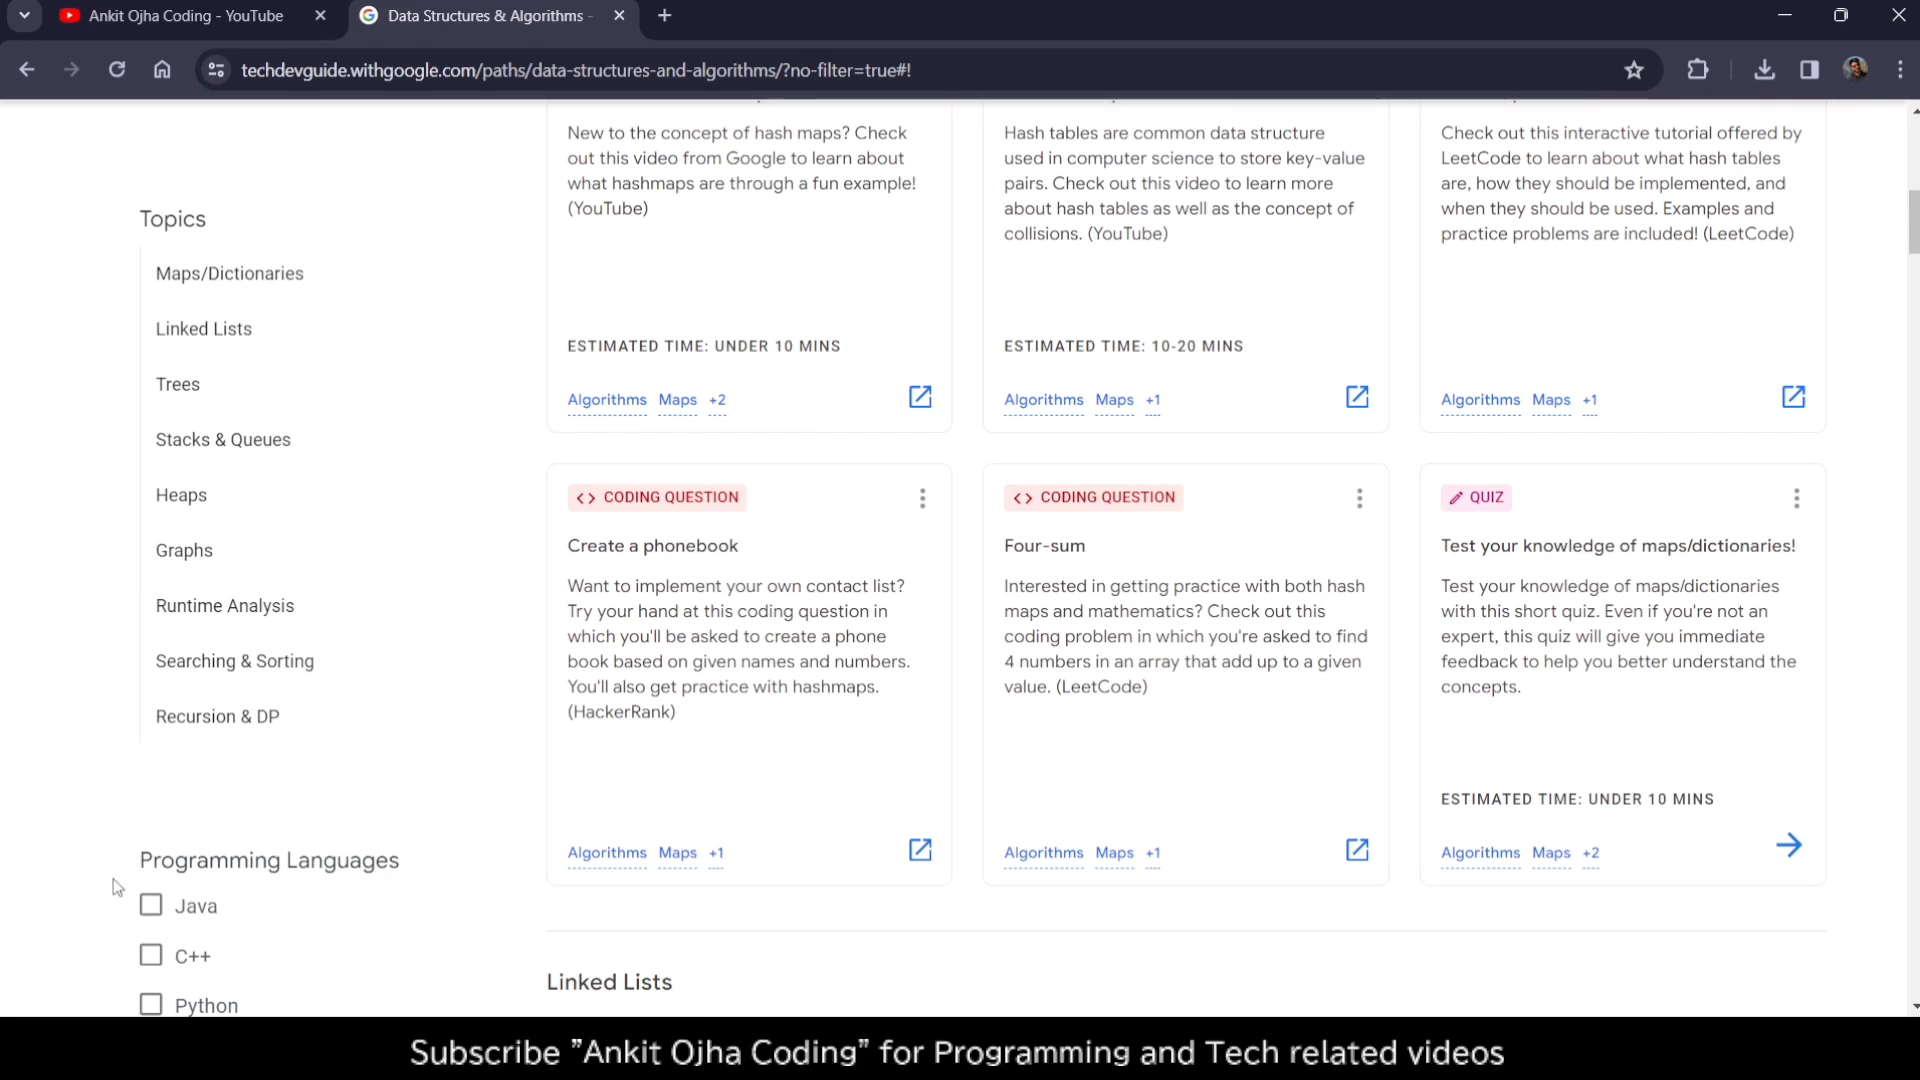 Ankit Ojha Coding - YouTube
Data Structures & Algorithms -
techdevguide.withgoogle.com/paths/data-structures-and-algorithms/?no-filter=true#!
Topics
Maps/Dictionaries
Linked Lists
Trees
Stacks & Queues
Heaps
Graphs
Runtime Analysis
Searching & Sorting
Recursion & DP
Programming Languages
Java
C++
Python
New to the concept of hash maps? Check
out this video from Google to learn about
what hashmaps are through a fun example!
(YouTube)
ESTIMATED TIME: UNDER 10 MINS
Algorithms Maps +2
Hash tables are common data structure
used in computer science to store key-value
pairs. Check out this video to learn more
about hash tables as well as the concept of
collisions. (YouTube)
ESTIMATED TIME: 10-20 MINS
Algorithms Maps +1
Check out this interactive tutorial offered by
LeetCode to learn about what hash tables
are, how they should be implemented, and
when they should be used. Examples and
practice problems are included! (LeetCode)
Algorithms Maps +1
<> CODING QUESTION
Create a phonebook
Want to implement your own contact list?
Try your hand at this coding question in
which you'll be asked to create a phone
book based on given names and numbers.
You'll also get practice with hashmaps.
(HackerRank)
Algorithms Maps +1
<> CODING QUESTION
Four-sum
Interested in getting practice with both hash
maps and mathematics? Check out this
coding problem in which you're asked to find
4 numbers in an array that add up to a given
value. (LeetCode)
Algorithms Maps +1
QUIZ
Test your knowledge of maps/dictionaries!
Test your knowledge of maps/dictionaries
with this short quiz. Even if you're not an
expert, this quiz will give you immediate
feedback to help you better understand the
concepts.
ESTIMATED TIME: UNDER 10 MINS
Algorithms Maps +2
Linked Lists
Subscribe "Ankit Ojha Coding" for Programming and Tech related videos